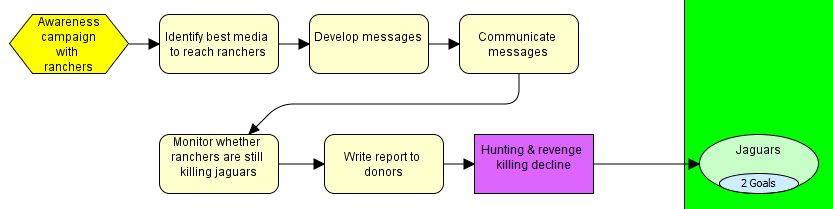 Awareness
campaign
with
ranchers
Identify best media
to reach ranchers
Develop messages
Communicate
messages
Monitor whether
ranchers are still
killing jaguars
Write report to
donors
Hunting & revenge
killing decline
Jaguars
2 Goals